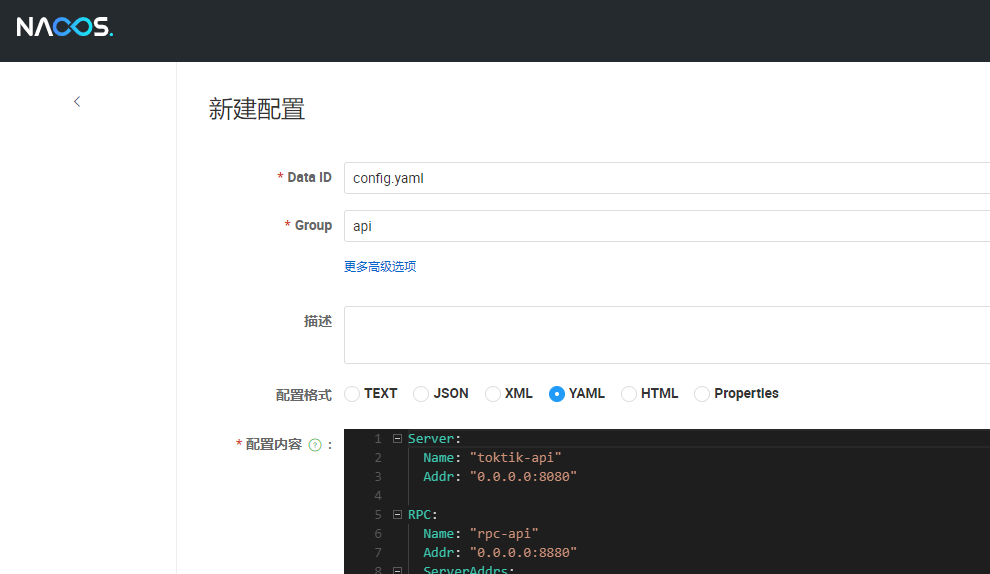 NACOS.
新建配置
* Data ID config.yaml
* Group api
更多高级选项
描述
配置格式 TEXT JSON XML YAML HTML Properties
* 配置内容 ? :
1 Server:
2 Name: "toktik-api"
3 Addr: "0.0.0.0:8080"
4
5 RPC:
6 Name: "rpc-api"
7 Addr: "0.0.0.0:8880"
8 ServerAddrs: